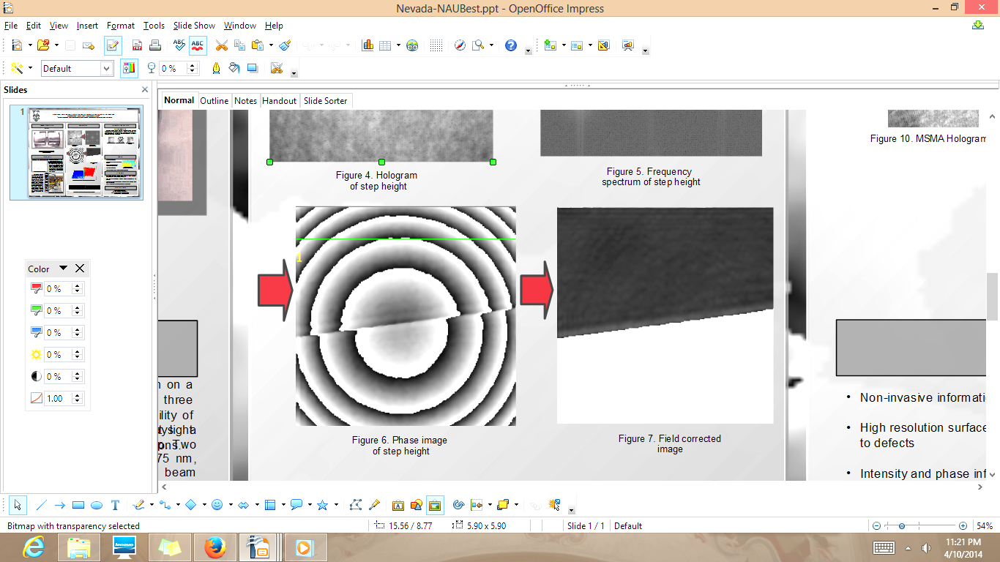 Nevada-NAUBest.ppt - OpenOffice Impress
File Edit View Insert Format Tools Slide Show Window Help
ABC ABC
Default 0 %
Slides
Normal Outline Notes Handout Slide Sorter
1
Figure 10. MSMA Hologram
Figure 4. Hologram
of step height
Figure 5. Frequency
spectrum of step height
1
Color
0 %
0 %
0 %
0 %
0 %
1.00
on a
three
ility of
Two
75 nm,
beam
Figure 6. Phase image
of step height
Figure 7. Field corrected
image
• Non-invasive informati
• High resolution surface
to defects
• Intensity and phase inf
Bitmap with transparency selected 15.56 / 8.77 5.90 x 5.90 Slide 1 / 1 Default 54%
lenovo
11:21 PM
4/10/2014